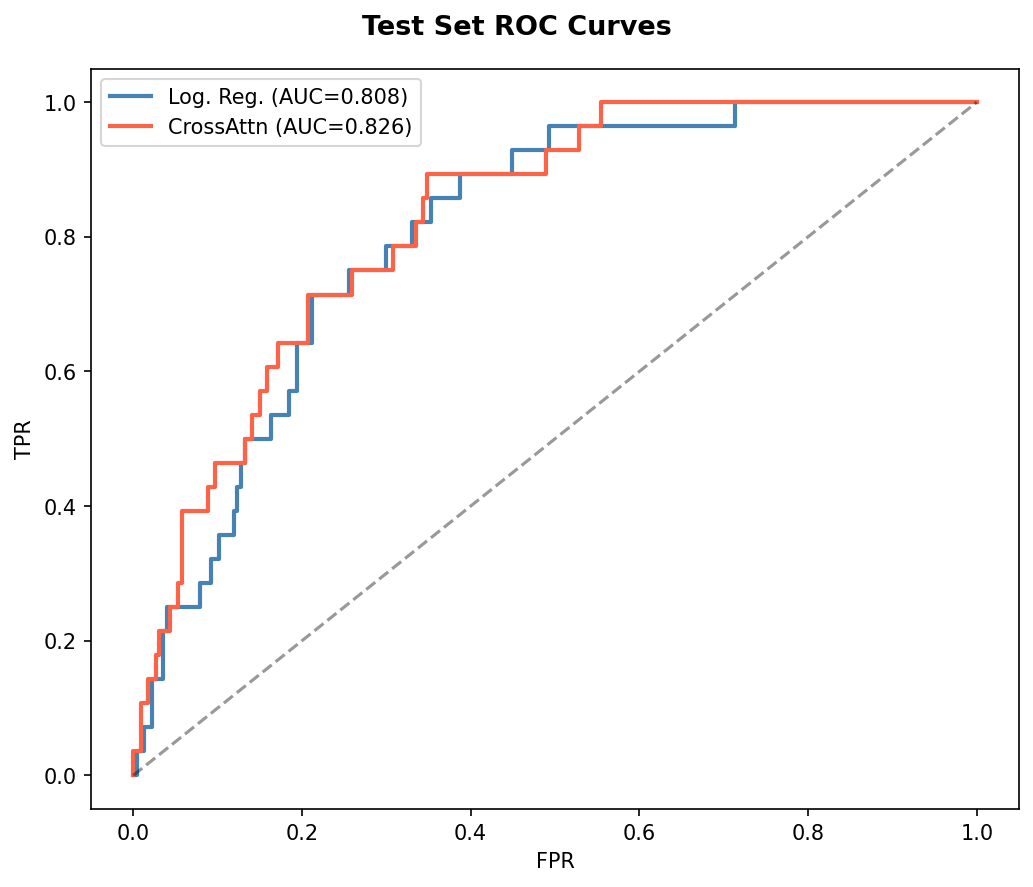 Test Set ROC Curves
Log. Reg. (AUC=0.808)
CrossAttn (AUC=0.826)
1.0
0.8
0.6
0.4
0.2
0.0
TPR
0.0 0.2 0.4 0.6 0.8 1.0
FPR